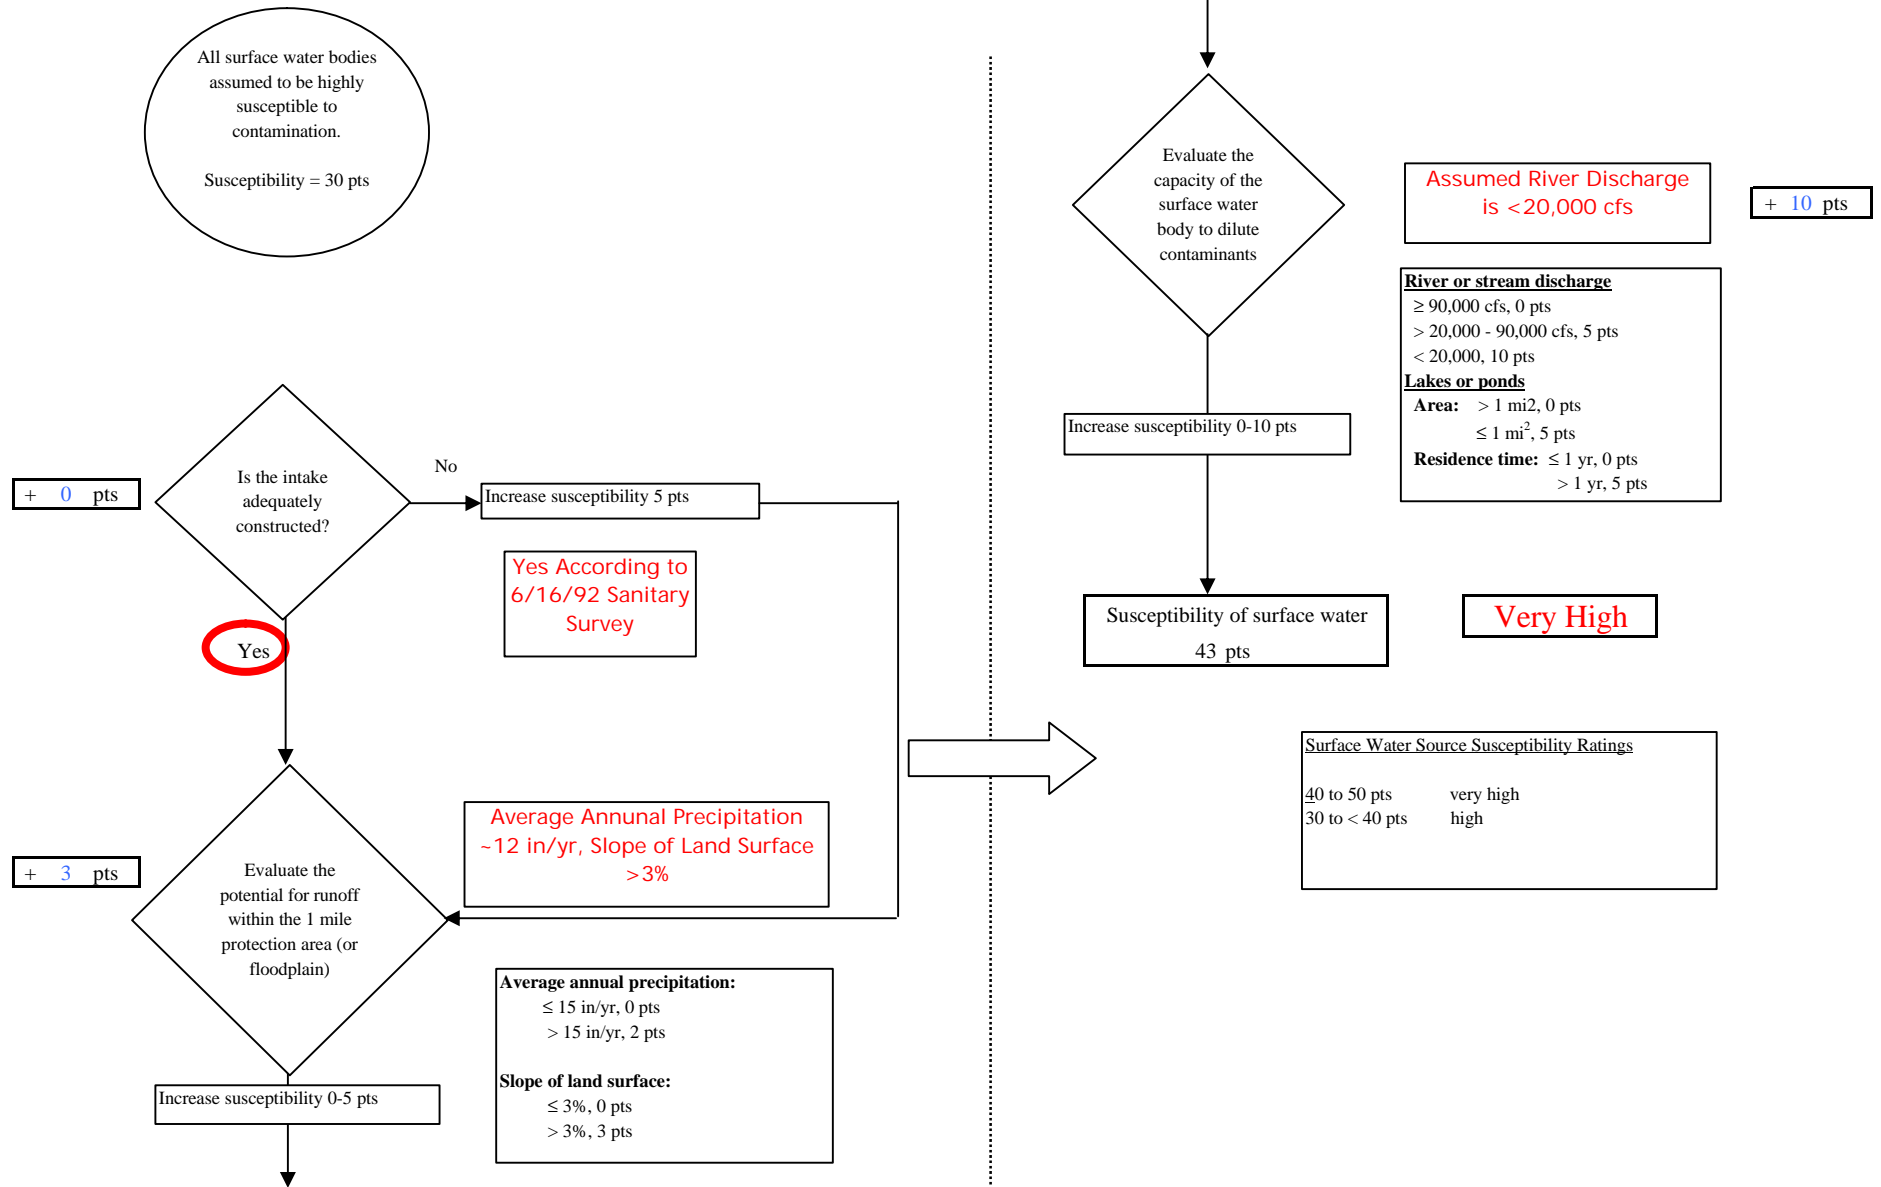 All surface water bodies
assumed to be highly
susceptible to
contamination.
Susceptibility = 30 pts
+ 0 pts
Is the intake
adequately
constructed?
No
Increase susceptibility 5 pts
Yes According to
6/16/92 Sanitary
Survey
Yes
+ 3 pts
Evaluate the
potential for runoff
within the 1 mile
protection area (or
floodplain)
Average Annunal Precipitation
~12 in/yr, Slope of Land Surface
>3%
Average annual precipitation:
≤ 15 in/yr, 0 pts
> 15 in/yr, 2 pts
Slope of land surface:
≤ 3%, 0 pts
> 3%, 3 pts
Increase susceptibility 0-5 pts
Evaluate the
capacity of the
surface water
body to dilute
contaminants
Assumed River Discharge
is <20,000 cfs
+ 10 pts
River or stream discharge
≥ 90,000 cfs, 0 pts
> 20,000 - 90,000 cfs, 5 pts
< 20,000, 10 pts
Lakes or ponds
Area: > 1 mi2, 0 pts
≤ 1 mi², 5 pts
Residence time: ≤ 1 yr, 0 pts
> 1 yr, 5 pts
Increase susceptibility 0-10 pts
Susceptibility of surface water
43 pts
Very High
Surface Water Source Susceptibility Ratings
40 to 50 pts very high
30 to < 40 pts high